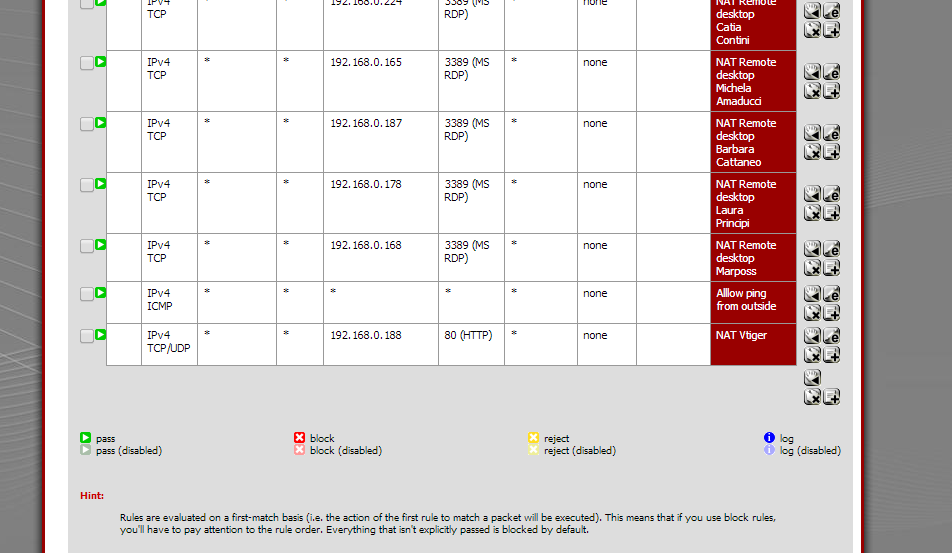 IPv4 * * 192.168.0.224 3389 (MS * none NAT Remote
TCP RDP) desktop
Catia
Contini
IPv4 * * 192.168.0.165 3389 (MS * none NAT Remote
TCP RDP) desktop
Michela
Amaducci
IPv4 * * 192.168.0.187 3389 (MS * none NAT Remote
TCP RDP) desktop
Barbara
Cattaneo
IPv4 * * 192.168.0.178 3389 (MS * none NAT Remote
TCP RDP) desktop
Laura
Principi
IPv4 * * 192.168.0.168 3389 (MS * none NAT Remote
TCP RDP) desktop
Marposs
IPv4 * * * * * none Alllow ping
ICMP from outside
IPv4 * * 192.168.0.188 80 (HTTP) * none NAT Vtiger
TCP/UDP
pass block reject log
pass (disabled) block (disabled) reject (disabled) log (disabled)
Hint:
Rules are evaluated on a first-match basis (i.e. the action of the first rule to match a packet will be executed). This means that if you use block rules,
you'll have to pay attention to the rule order. Everything that isn't explicitly passed is blocked by default.